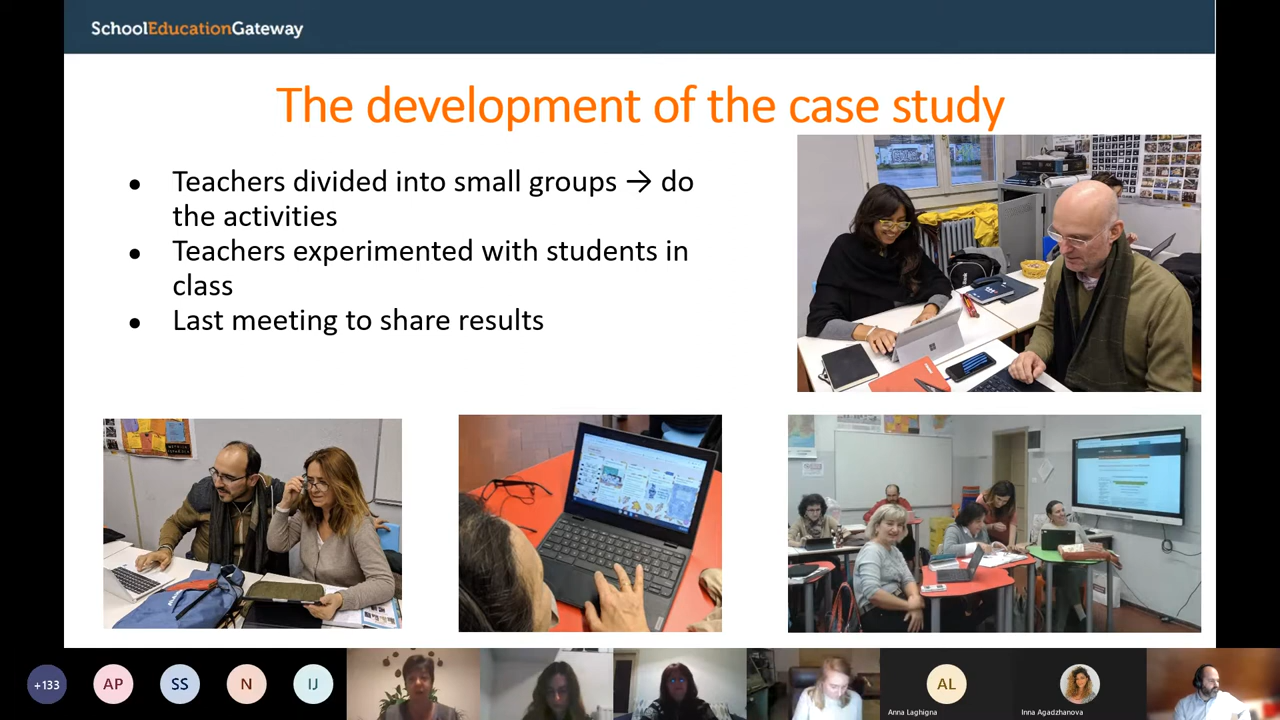 SchoolEducationGateway
The development of the case study
● Teachers divided into small groups → do
the activities
● Teachers experimented with students in
class
● Last meeting to share results
+133
AP
SS
N
IJ
AL
Anna Laghigna
Inna Agadzhanova